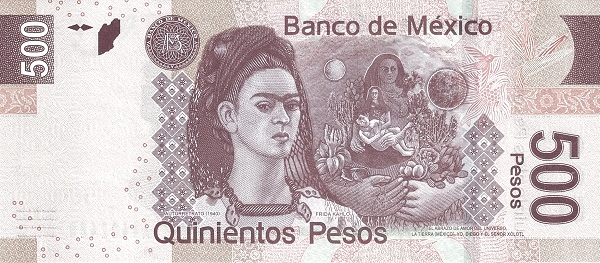 500
BANCO DE MÉXICO
Banco de México
500
Pesos
AUTORRETRATO (1940)
FRIDA KAHLO
EL ABRAZO DE AMOR DEL UNIVERSO,
LA TIERRA (MÉXICO), YO, DIEGO Y EL SEÑOR XÓLOTL
Quinientos Pesos